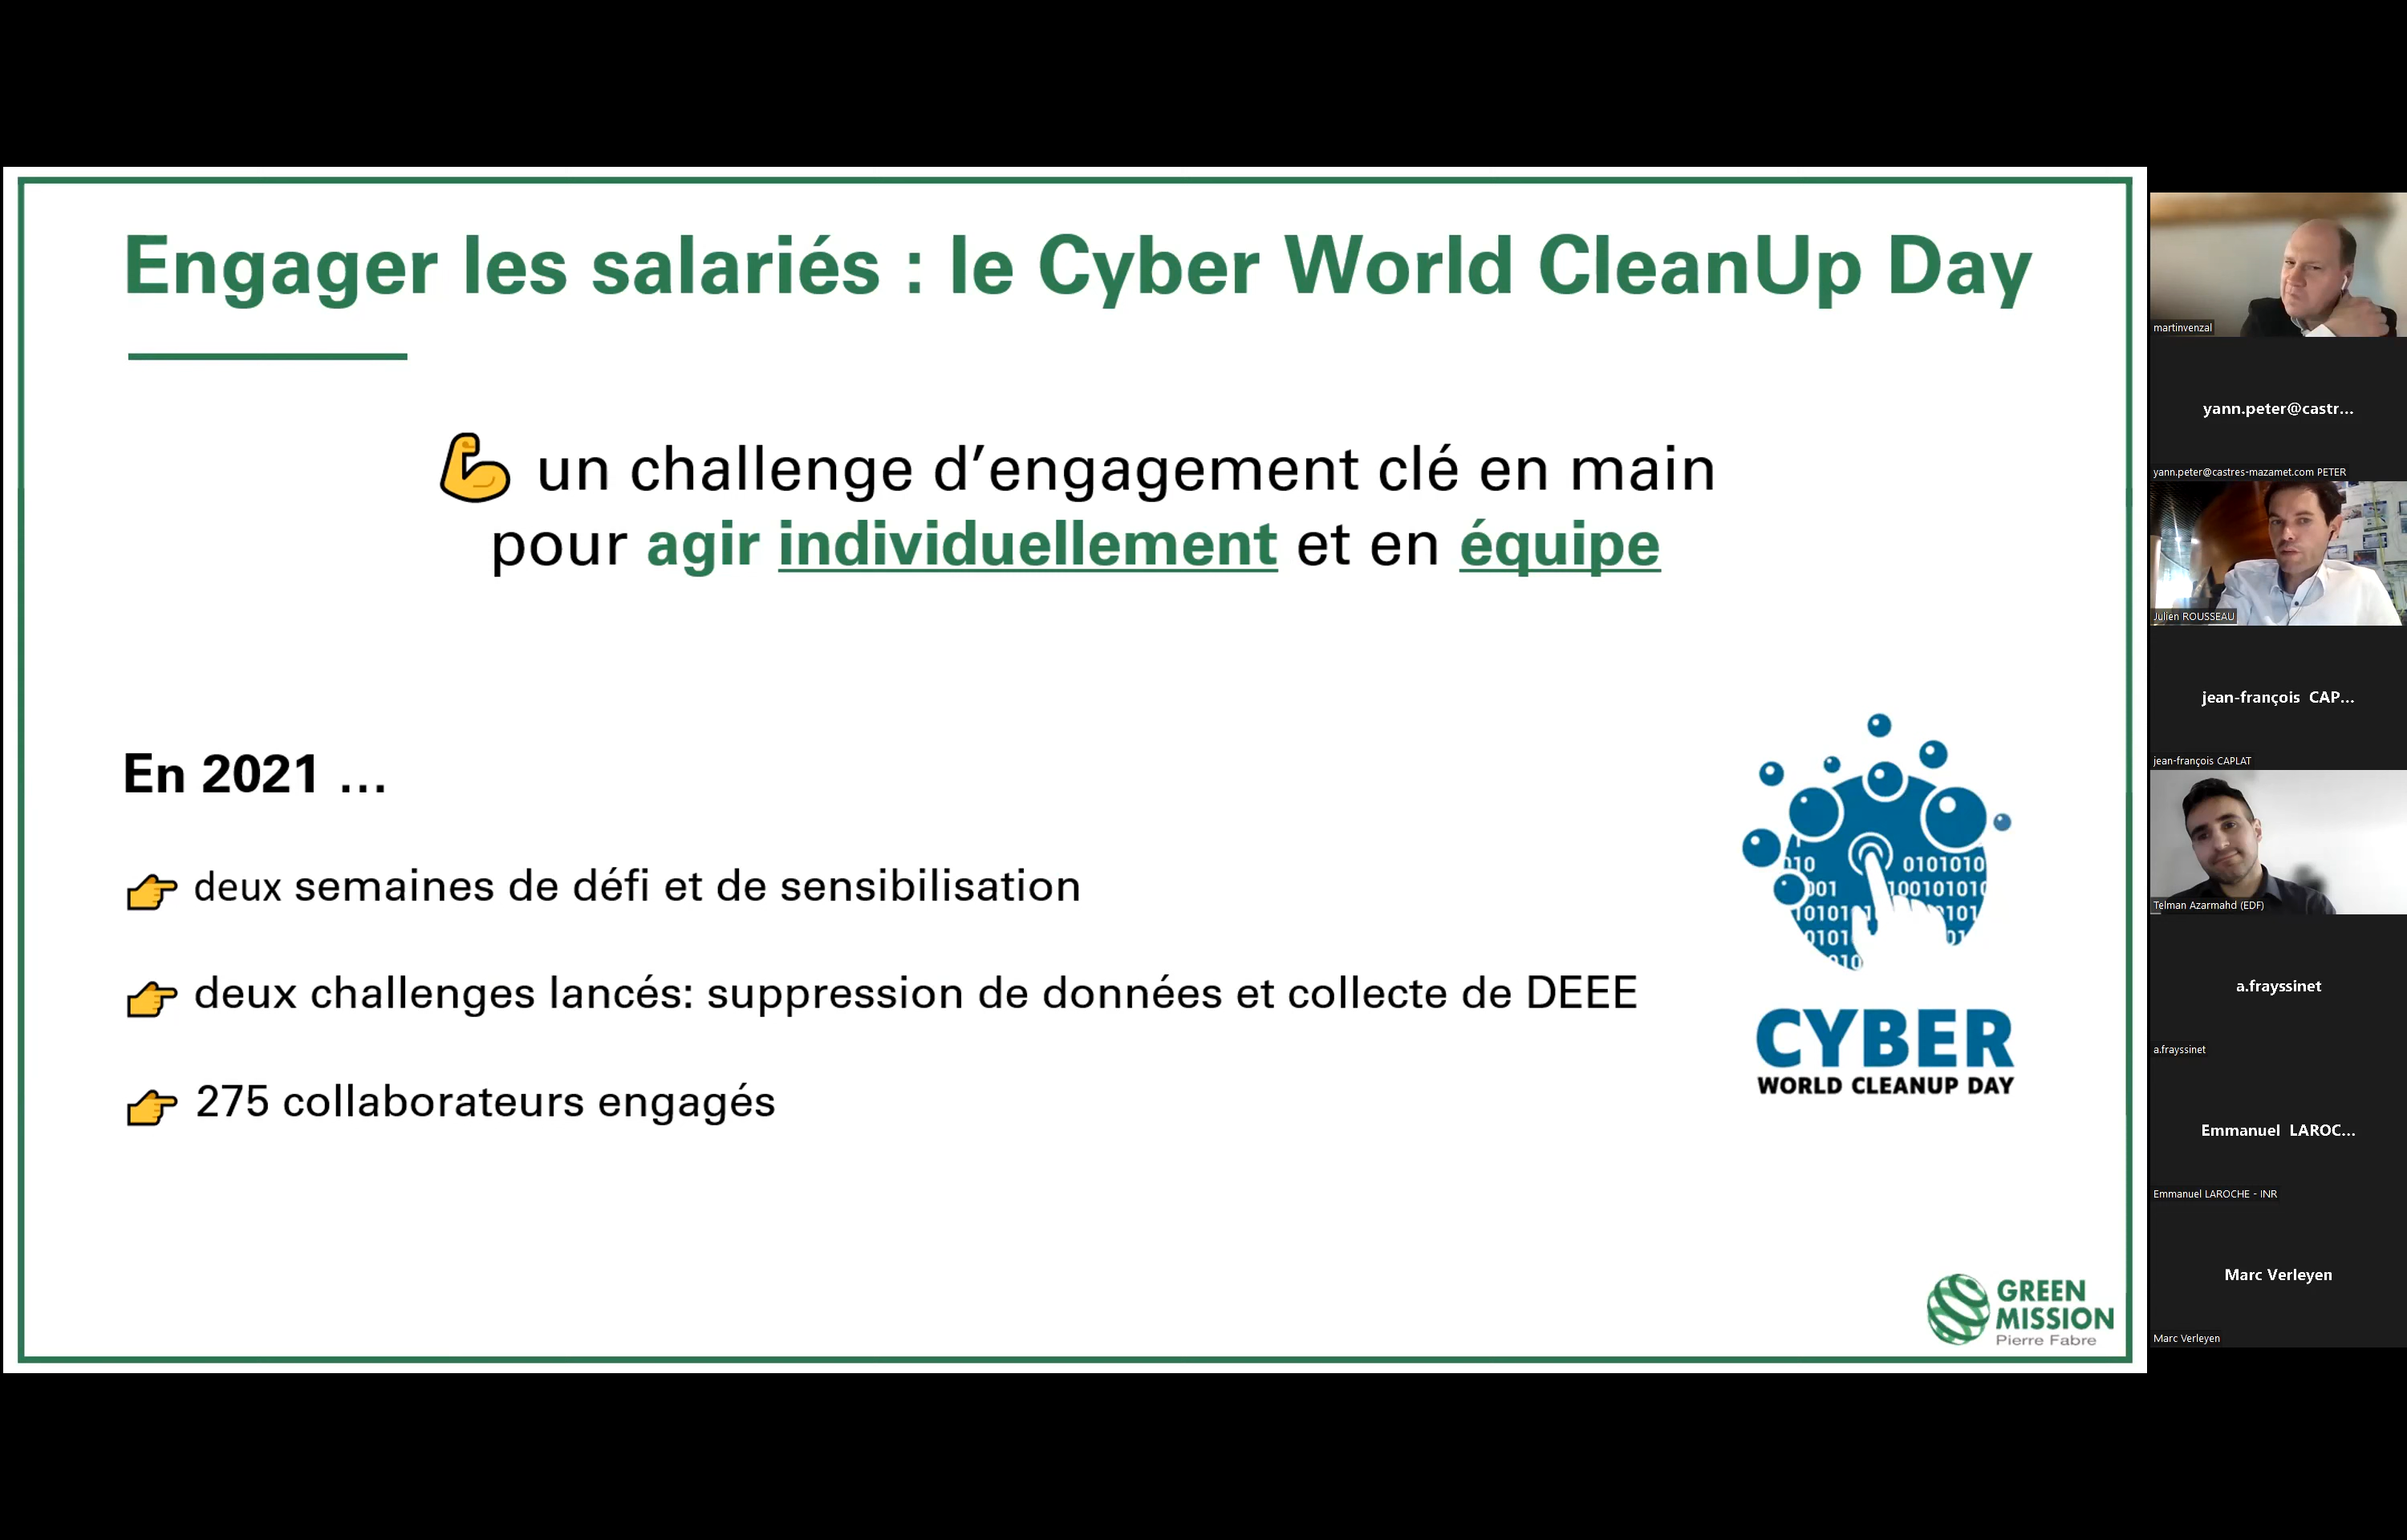 Engager les salariés : le Cyber World CleanUp Day
💪 un challenge d’engagement clé en main
pour agir individuellement et en équipe
En 2021 ...
👉 deux semaines de défi et de sensibilisation
👉 deux challenges lancés: suppression de données et collecte de DEEE
👉 275 collaborateurs engagés
010 0101010
001 10010101
CYBER
WORLD CLEANUP DAY
GREEN
MISSION
Pierre Fabre
martinvenzal
yann.peter@castr...
yann.peter@castres-mazamet.com PETER
Julien ROUSSEAU
jean-françois CAP...
jean-françois CAPLAT
Telman Azarmahd (EDF)
a.frayssinet
a.frayssinet
Emmanuel LAROC...
Emmanuel LAROCHE - INR
Marc Verleyen
Marc Verleyen